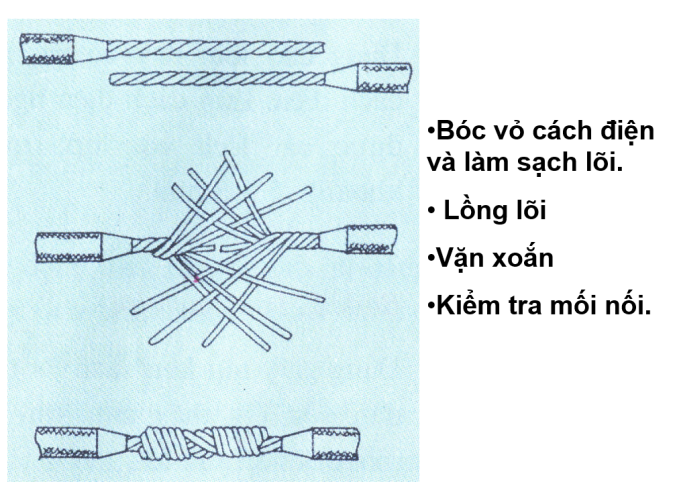 •Bóc vỏ cách điện
và làm sạch lõi.
• Lồng lõi
•Vặn xoắn
•Kiểm tra mối nối.